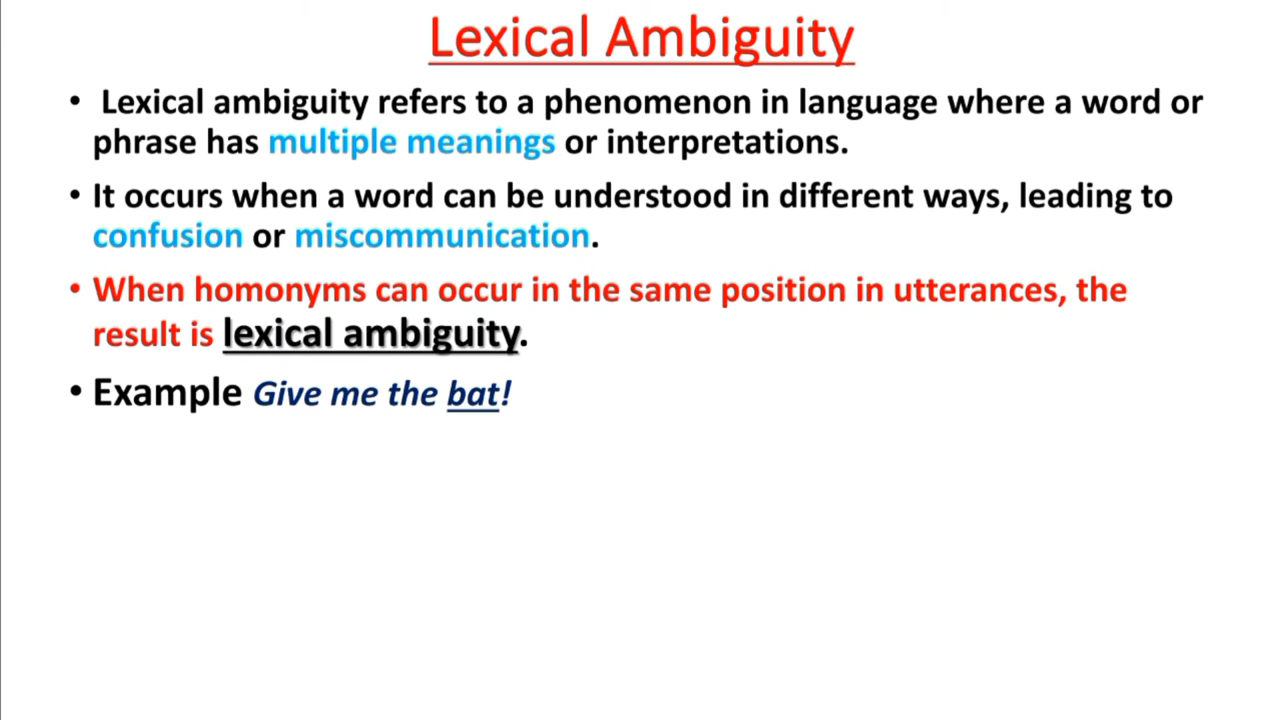 Lexical Ambiguity
• Lexical ambiguity refers to a phenomenon in language where a word or
phrase has multiple meanings or interpretations.
• It occurs when a word can be understood in different ways, leading to
confusion or miscommunication.
• When homonyms can occur in the same position in utterances, the
result is lexical ambiguity.
• Example Give me the bat!